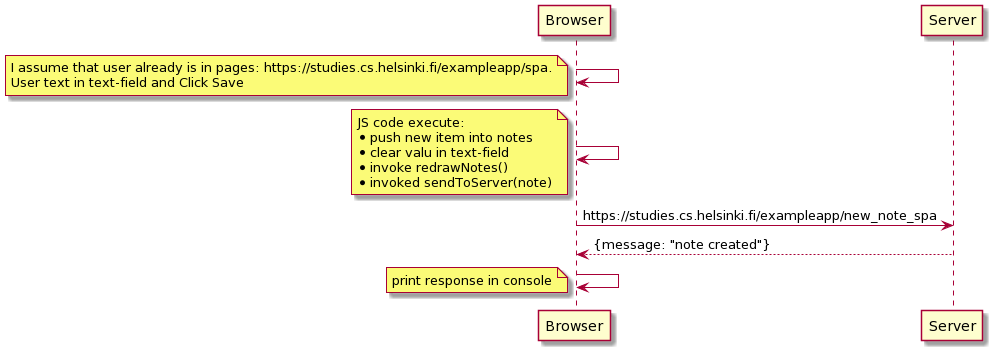 Browser
Server
I assume that user already is in pages: https://studies.cs.helsinki.fi/exampleapp/spa.
User text in text-field and Click Save
JS code execute:
• push new item into notes
• clear valu in text-field
• invoke redrawNotes()
• invoked sendToServer(note)
https://studies.cs.helsinki.fi/exampleapp/new_note_spa
{message: "note created"}
print response in console
Browser
Server